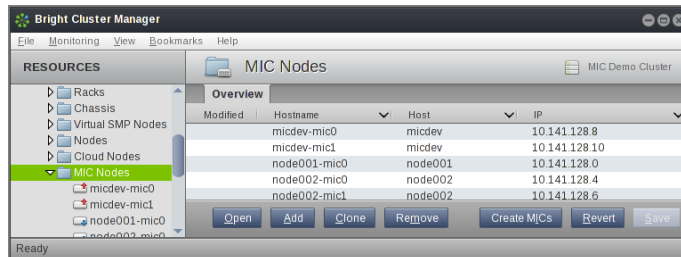 Bright Cluster Manager
File Monitoring View Bookmarks Help
RESOURCES
MIC Nodes
MIC Demo Cluster
Racks
Chassis
Virtual SMP Nodes
Nodes
Cloud Nodes
MIC Nodes
micdev-mic0
micdev-mic1
node001-mic0
node002-mic0
Overview
Modified Hostname Host IP
micdev-mic0 micdev 10.141.128.8
micdev-mic1 micdev 10.141.128.10
node001-mic0 node001 10.141.128.0
node002-mic0 node002 10.141.128.4
node002-mic1 node002 10.141.128.6
Open Add Clone Remove Create MICs Revert Save
Ready